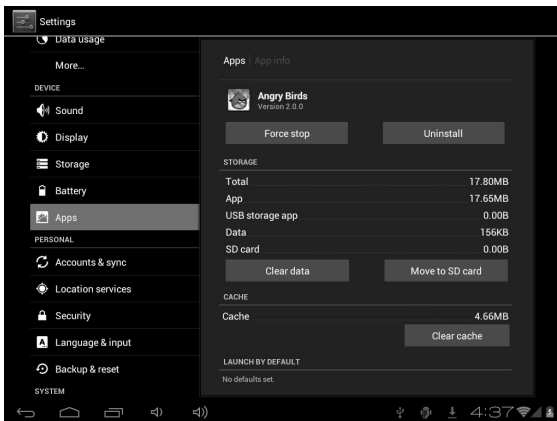 Settings
Data usage
More...
DEVICE
Sound
Display
Storage
Battery
Apps
PERSONAL
Accounts & sync
Location services
Security
Language & input
Backup & reset
SYSTEM
Apps App info
Angry Birds
Version 2.0.0
Force stop Uninstall
STORAGE
Total 17.80MB
App 17.65MB
USB storage app 0.00B
Data 156KB
SD card 0.00B
Clear data Move to SD card
CACHE
Cache 4.66MB
Clear cache
LAUNCH BY DEFAULT
No defaults set.
4:37